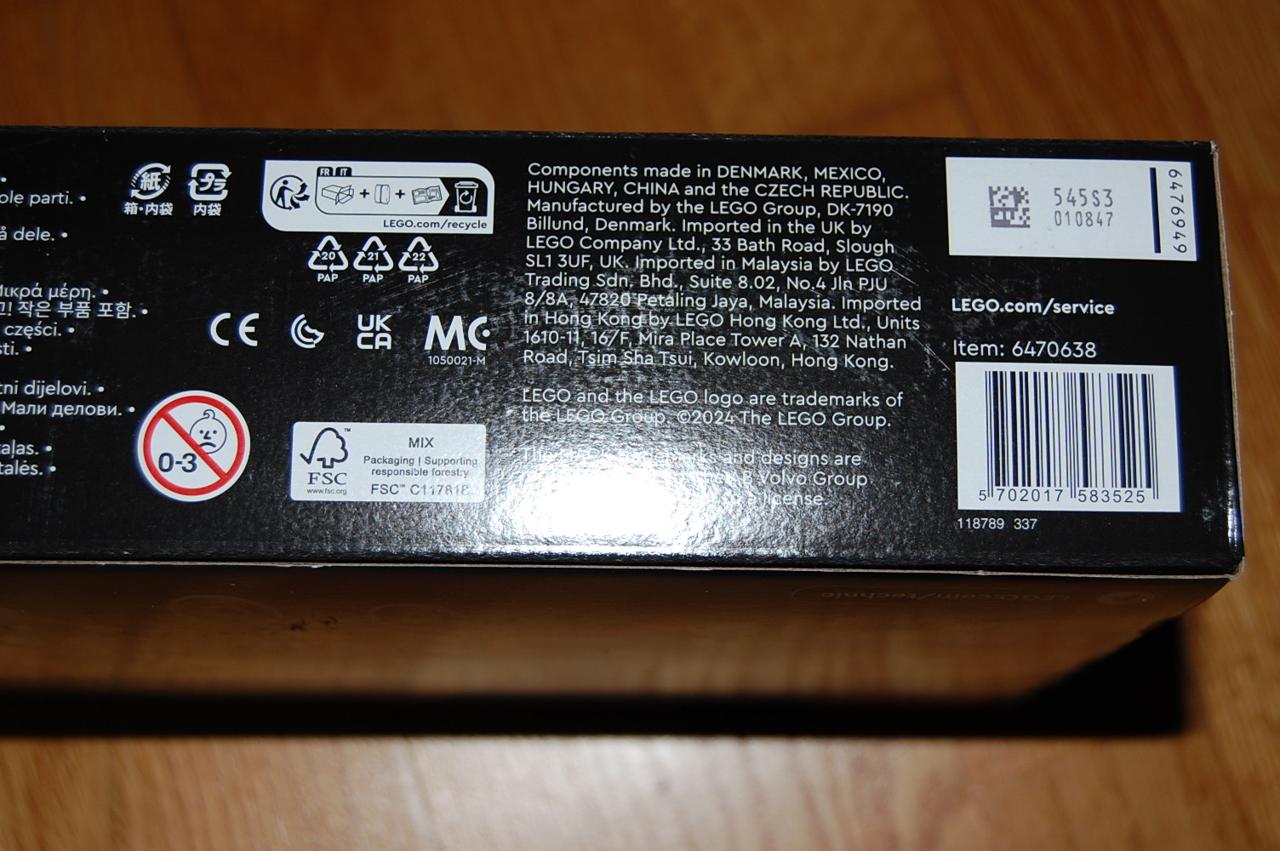 ole parti. •
å dele. •
Μικρά μέρη. •
고! 작은 부품 포함. •
części. •
sti. •
tni dijelovi. •
Мали делови. •
•
talės. •
紙
箱・内袋
プラ
内袋
FR IT
+ +
LEGO.com/recycle
20 21 22
PAP PAP PAP
CE
UK
CA
MC
1050021-M
0-3
FSC™
www.fsc.org
MIX
Packaging | Supporting
responsible forestry
FSC™
Components made in DENMARK, MEXICO,
HUNGARY, CHINA and the CZECH REPUBLIC.
Manufactured by the LEGO Group, DK-7190
Billund, Denmark. Imported in the UK by
LEGO Company Ltd., 33 Bath Road, Slough
SL1 3UF, UK. Imported in Malaysia by LEGO
Trading Sdn. Bhd., Suite 8.02, No.4 Jln PJU
8/8A, 47820 Petaling Jaya, Malaysia. Imported
in Hong Kong by LEGO Hong Kong Ltd., Units
1610-11, 16/F, Mira Place Tower A, 132 Nathan
Road, Tsim Sha Tsui, Kowloon, Hong Kong.
LEGO and the LEGO logo are trademarks of
the LEGO Group. ©2024 The LEGO Group.
and designs are
Volvo Group
a license.
545S3
010847
6476949
LEGO.com/service
Item: 6470638
5 702017 583525
118789 337
LEGO.com/technic